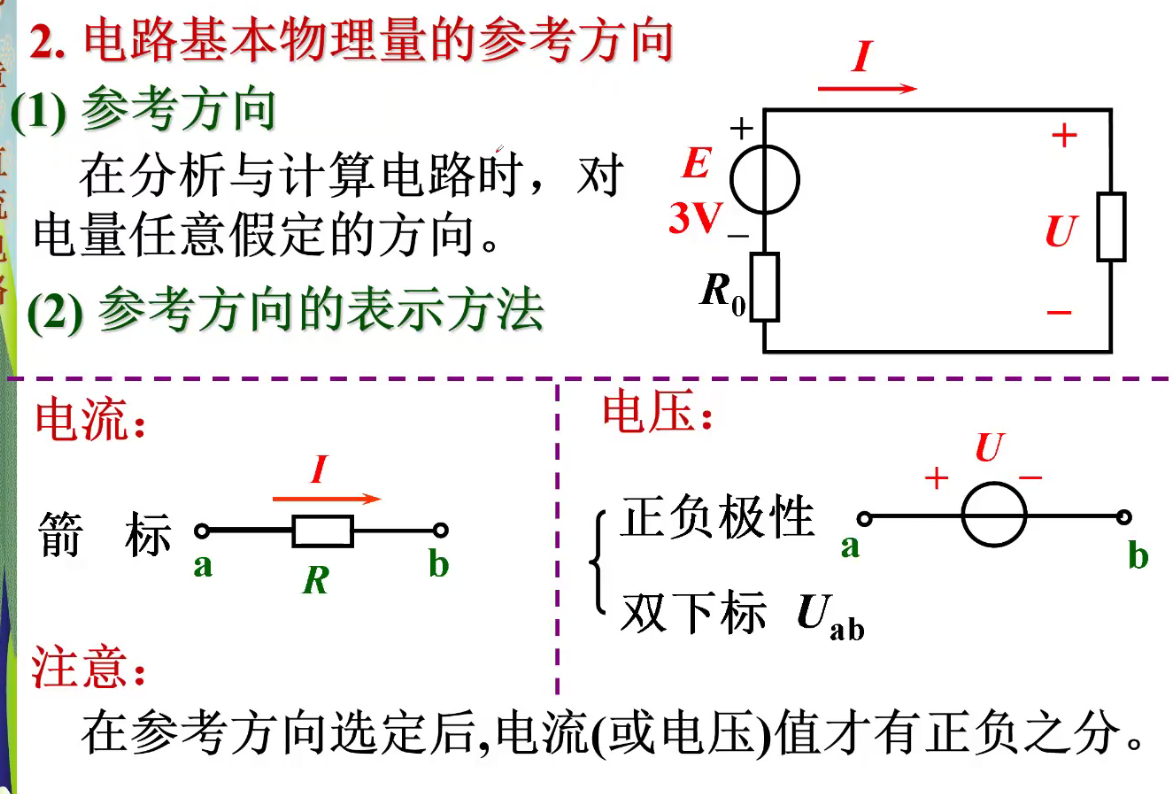 2. 电路基本物理量的参考方向
(1) 参考方向
在分析与计算电路时，对
电量任意假定的方向。
(2) 参考方向的表示方法
I
+
E
3V
−
R0
+
U
−
电流：
I
箭 标
a
R
b
电压：
正负极性
+ U −
a
b
双下标 Uab
注意：
在参考方向选定后,电流(或电压)值才有正负之分。